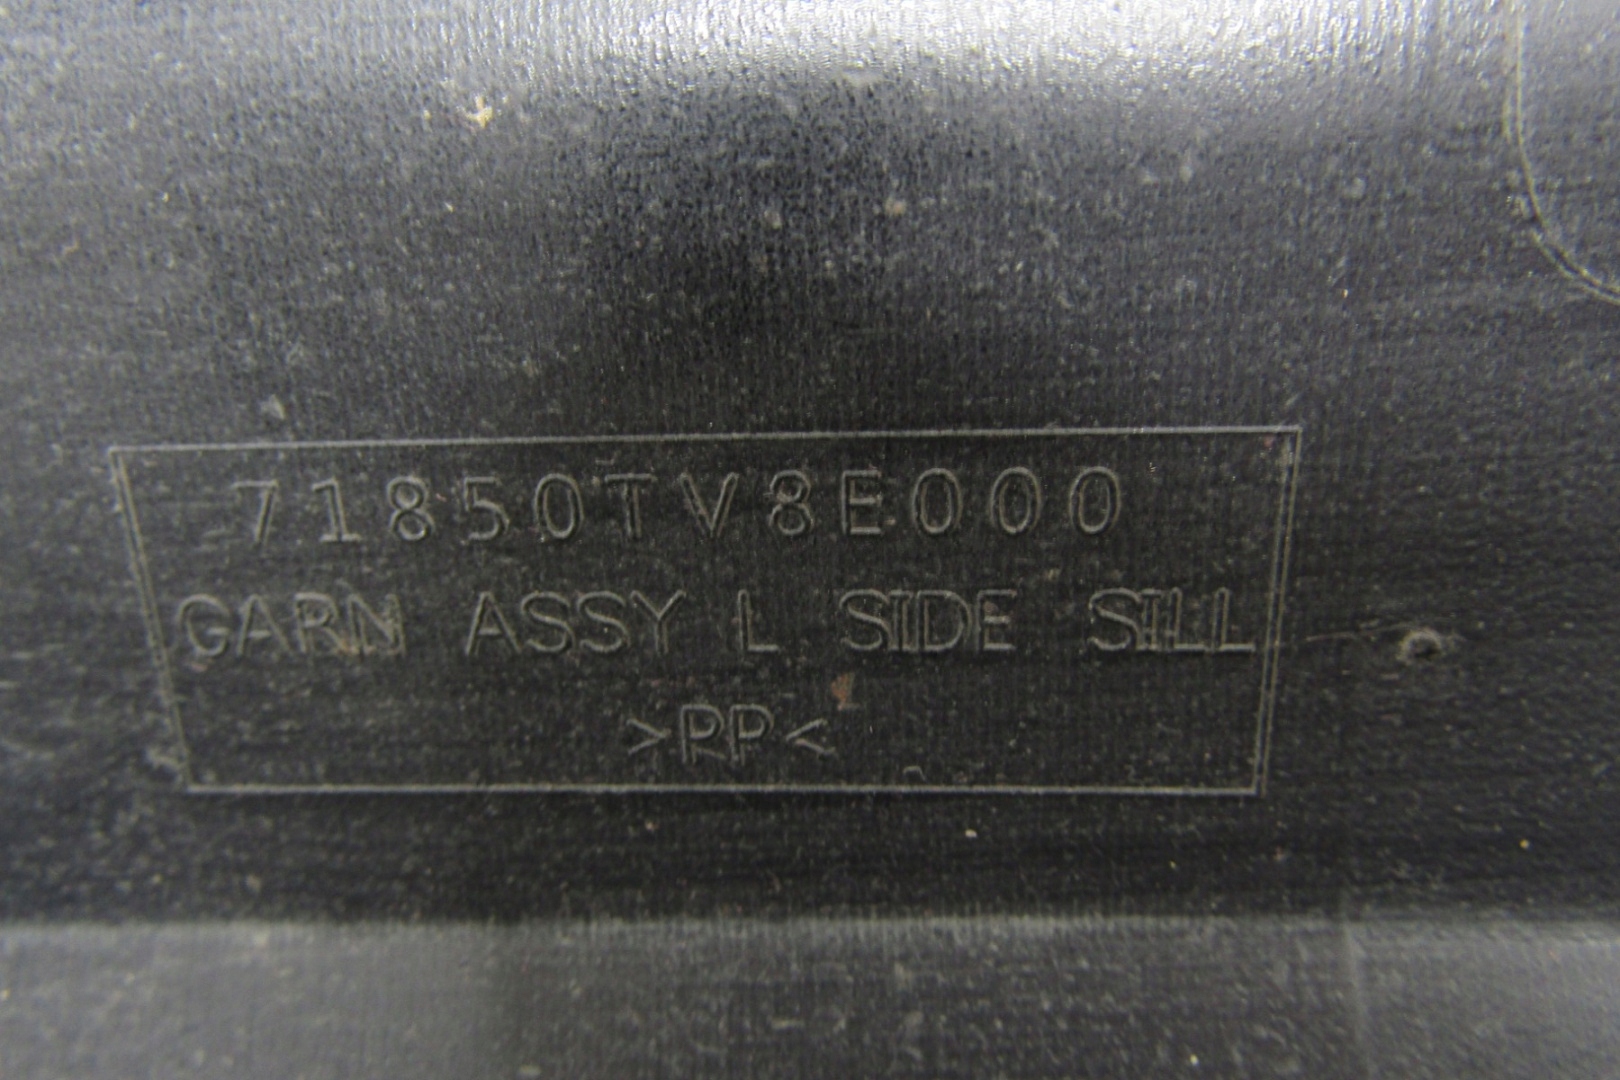 71850TV8E000
GARN ASSY L SIDE SILL
>PP<